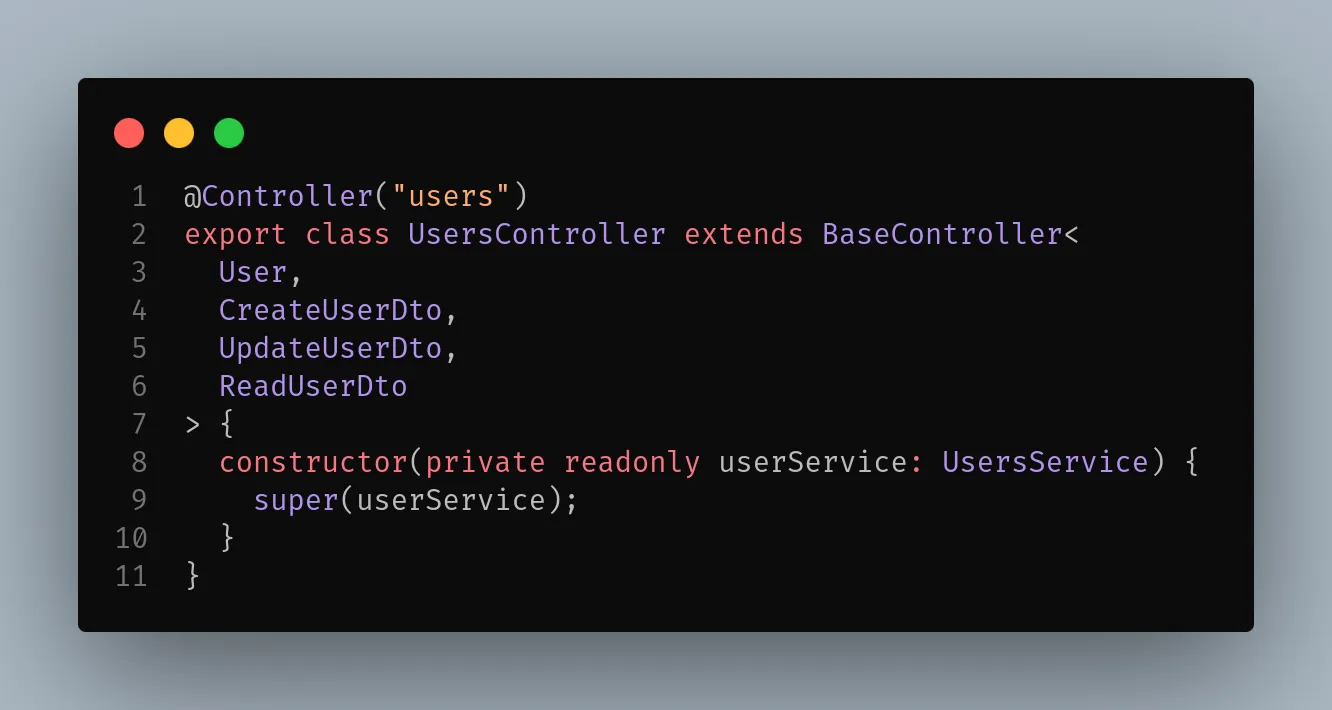 1 @Controller("users")
2 export class UsersController extends BaseController<
3   User,
4   CreateUserDto,
5   UpdateUserDto,
6   ReadUserDto
7 > {
8   constructor(private readonly userService: UsersService) {
9     super(userService);
10   }
11 }